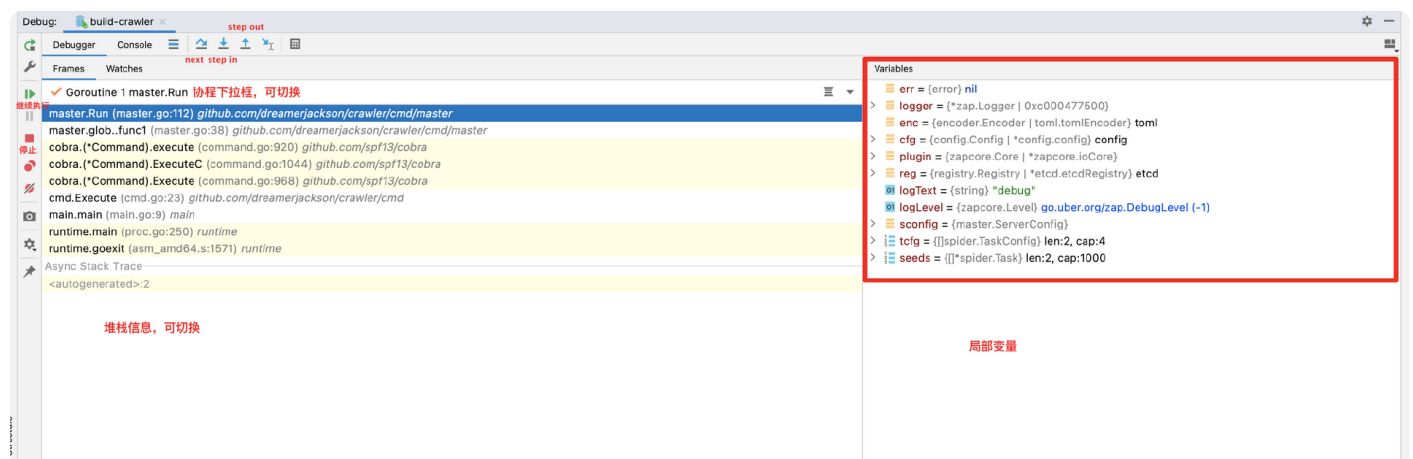 Debug: build-crawler
step out
Debugger Console
next step in
Frames Watches
Variables
Goroutine 1 master.Run 协程下拉框，可切换
继续执行
master.Run (master.go:112) github.com/dreamerjackson/crawler/cmd/master
master.glob..func1 (master.go:38) github.com/dreamerjackson/crawler/cmd/master
停止
cobra.(*Command).execute (command.go:920) github.com/spf13/cobra
cobra.(*Command).ExecuteC (command.go:1044) github.com/spf13/cobra
cobra.(*Command).Execute (command.go:968) github.com/spf13/cobra
cmd.Execute (cmd.go:23) github.com/dreamerjackson/crawler/cmd
main.main (main.go:9) main
runtime.main (proc.go:250) runtime
runtime.goexit (asm_amd64.s:1571) runtime
Async Stack Trace
<autogenerated>:2
堆栈信息，可切换
err = {error} nil
logger = {*zap.Logger | 0xc000477500}
enc = {encoder.Encoder | toml.tomlEncoder} toml
cfg = {config.Config | *config.config} config
plugin = {zapcore.Core | *zapcore.ioCore}
reg = {registry.Registry | *etcd.etcdRegistry} etcd
01 logText = {string} "debug"
01 logLevel = {zapcore.Level} go.uber.org/zap.DebugLevel (-1)
sconfig = {master.ServerConfig}
tcfg = {[]spider.TaskConfig} len:2, cap:4
seeds = {[]*spider.Task} len:2, cap:1000
局部变量